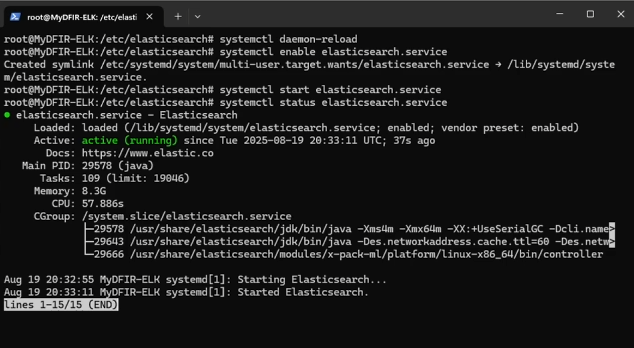 root@MyDFIR-ELK: /etc/elasti
root@MyDFIR-ELK:/etc/elasticsearch# systemctl daemon-reload
root@MyDFIR-ELK:/etc/elasticsearch# systemctl enable elasticsearch.service
Created symlink /etc/systemd/system/multi-user.target.wants/elasticsearch.service → /lib/systemd/syste
m/elasticsearch.service.
root@MyDFIR-ELK:/etc/elasticsearch# systemctl start elasticsearch.service
root@MyDFIR-ELK:/etc/elasticsearch# systemctl status elasticsearch.service
● elasticsearch.service - Elasticsearch
     Loaded: loaded (/lib/systemd/system/elasticsearch.service; enabled; vendor preset: enabled)
     Active: active (running) since Tue 2025-08-19 20:33:11 UTC; 37s ago
       Docs: https://www.elastic.co
   Main PID: 29578 (java)
      Tasks: 109 (limit: 19046)
     Memory: 8.3G
        CPU: 57.886s
     CGroup: /system.slice/elasticsearch.service
             ├─29578 /usr/share/elasticsearch/jdk/bin/java -Xms4m -Xmx64m -XX:+UseSerialGC -Dcli.name>
             ├─29643 /usr/share/elasticsearch/jdk/bin/java -Des.networkaddress.cache.ttl=60 -Des.netw>
             └─29666 /usr/share/elasticsearch/modules/x-pack-ml/platform/linux-x86_64/bin/controller
Aug 19 20:32:55 MyDFIR-ELK systemd[1]: Starting Elasticsearch...
Aug 19 20:33:11 MyDFIR-ELK systemd[1]: Started Elasticsearch.
lines 1-15/15 (END)